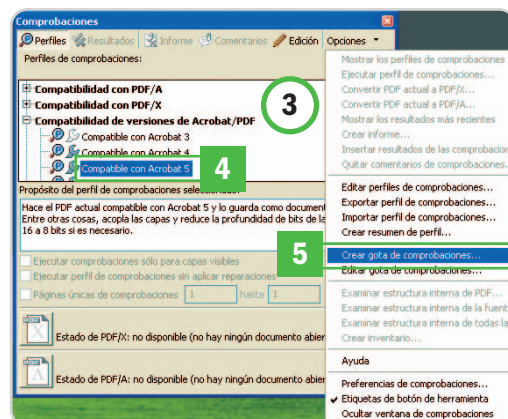 Comprobaciones
Perfiles Resultados Informe Comentarios Edición Opciones
Perfiles de comprobaciones:
Compatibilidad con PDF/A
Compatibilidad con PDF/X
Compatibilidad de versiones de Acrobat/PDF
Compatible con Acrobat 3
Compatible con Acrobat 4
Compatible con Acrobat 5
3
4
Propósito del perfil de comprobaciones
Hace el PDF actual compatible con Acrobat 5 y lo guarda como document
Entre otras cosas, acopla las capas y reduce la profundidad de bits de la
16 a 8 bits si es necesario.
Ejecutar comprobaciones sólo para capas visibles
Ejecutar perfil de comprobaciones sin aplicar reparaciones
Páginas únicas de comprobaciones 1 hasta 1
Estado de PDF/X: no disponible (no hay ningún documento abier
Estado de PDF/A: no disponible (no hay ningún documento abier
Mostrar los perfiles de comprobaciones
Ejecutar perfil de comprobaciones...
Convertir PDF actual a PDF/X...
Convertir PDF actual a PDF/A...
Mostrar los resultados más recientes
Crear informe...
Insertar resultados de las comprobacion
Quitar comentarios de comprobaciones.
Editar perfiles de comprobaciones...
Exportar perfil de comprobaciones...
Importar perfil de comprobaciones...
Crear resumen de perfil...
5
Crear gota de comprobaciones...
Editar gota de comprobaciones...
Examinar estructura interna de PDF...
Examinar estructura interna de la fuent
Examinar estructura interna de todas la
Crear inventario...
Ayuda
Preferencias de comprobaciones...
Etiquetas de botón de herramienta
Ocultar ventana de comprobaciones